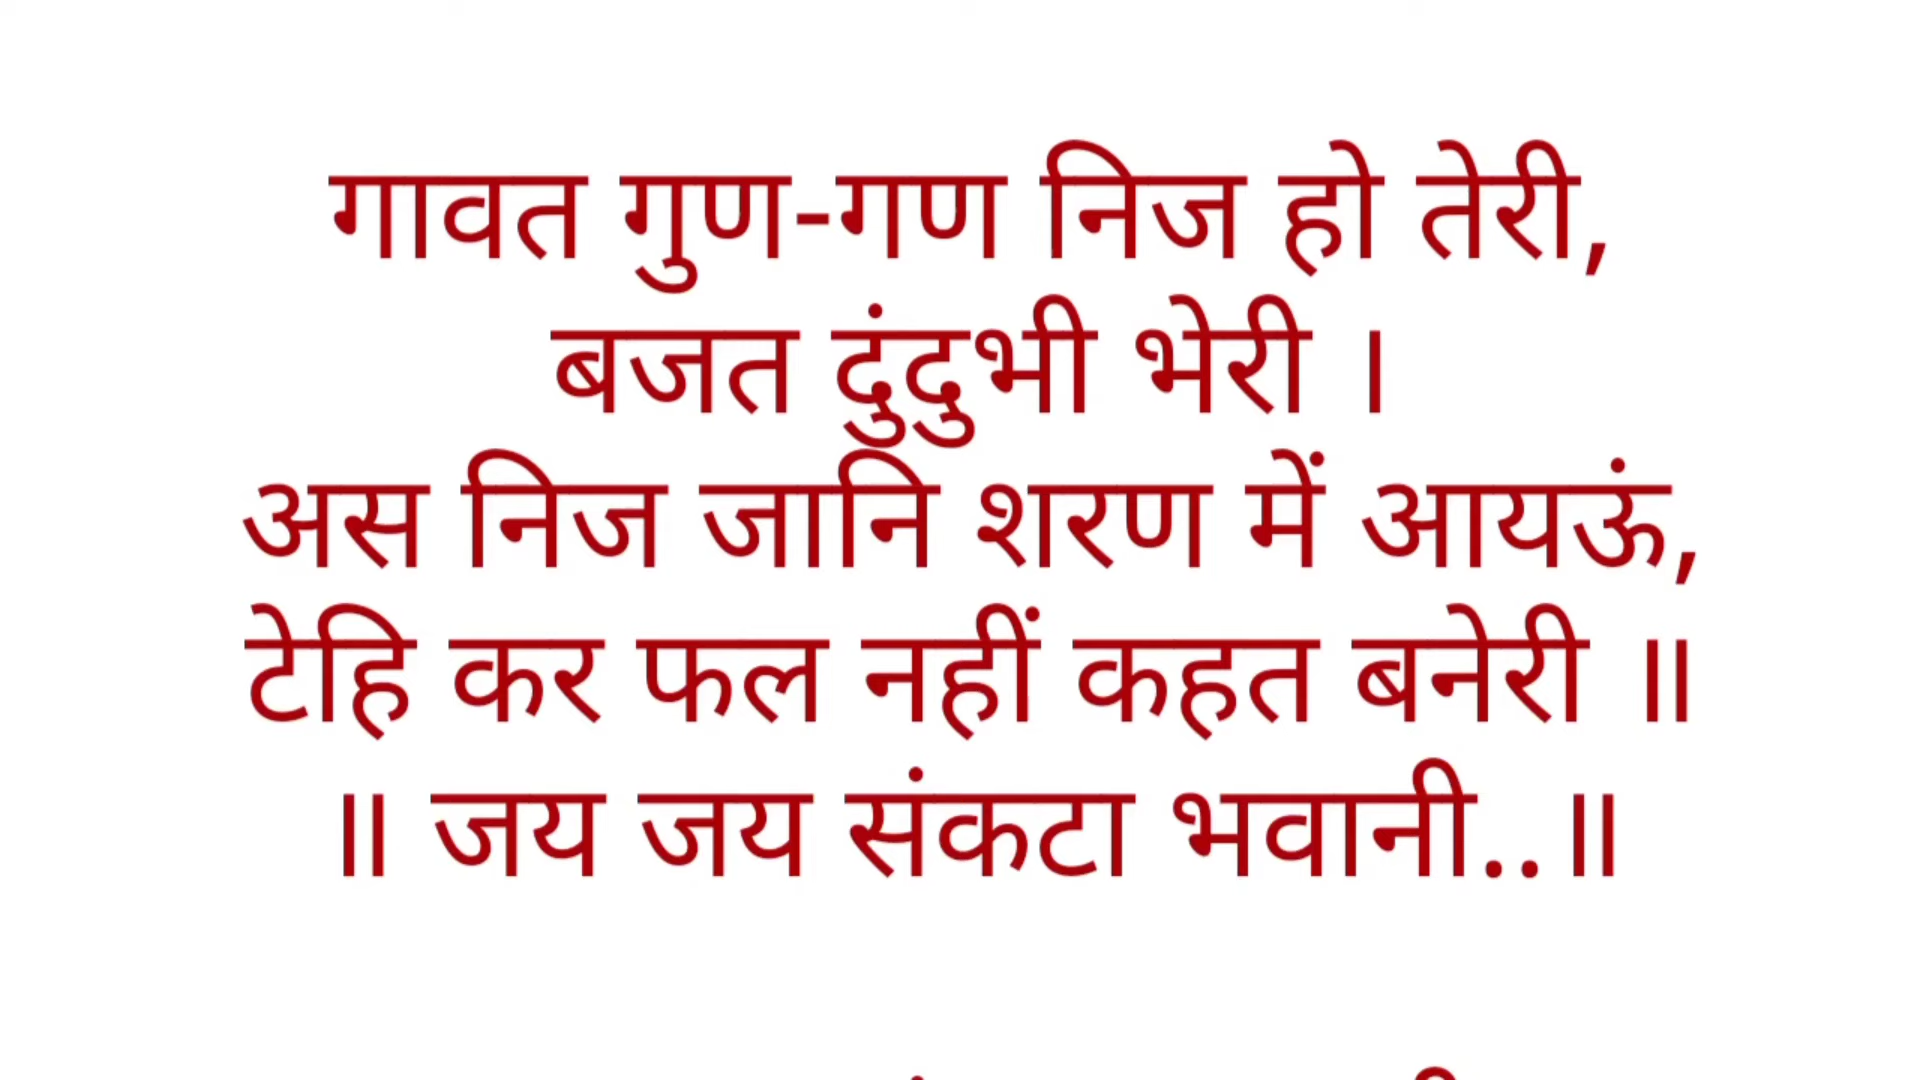 गावत गुण-गण निज हो तेरी,
बजत दुंदुभी भेरी ।
अस निज जानि शरण में आयऊं,
टेहि कर फल नहीं कहत बनेरी ॥
॥ जय जय संकटा भवानी..॥